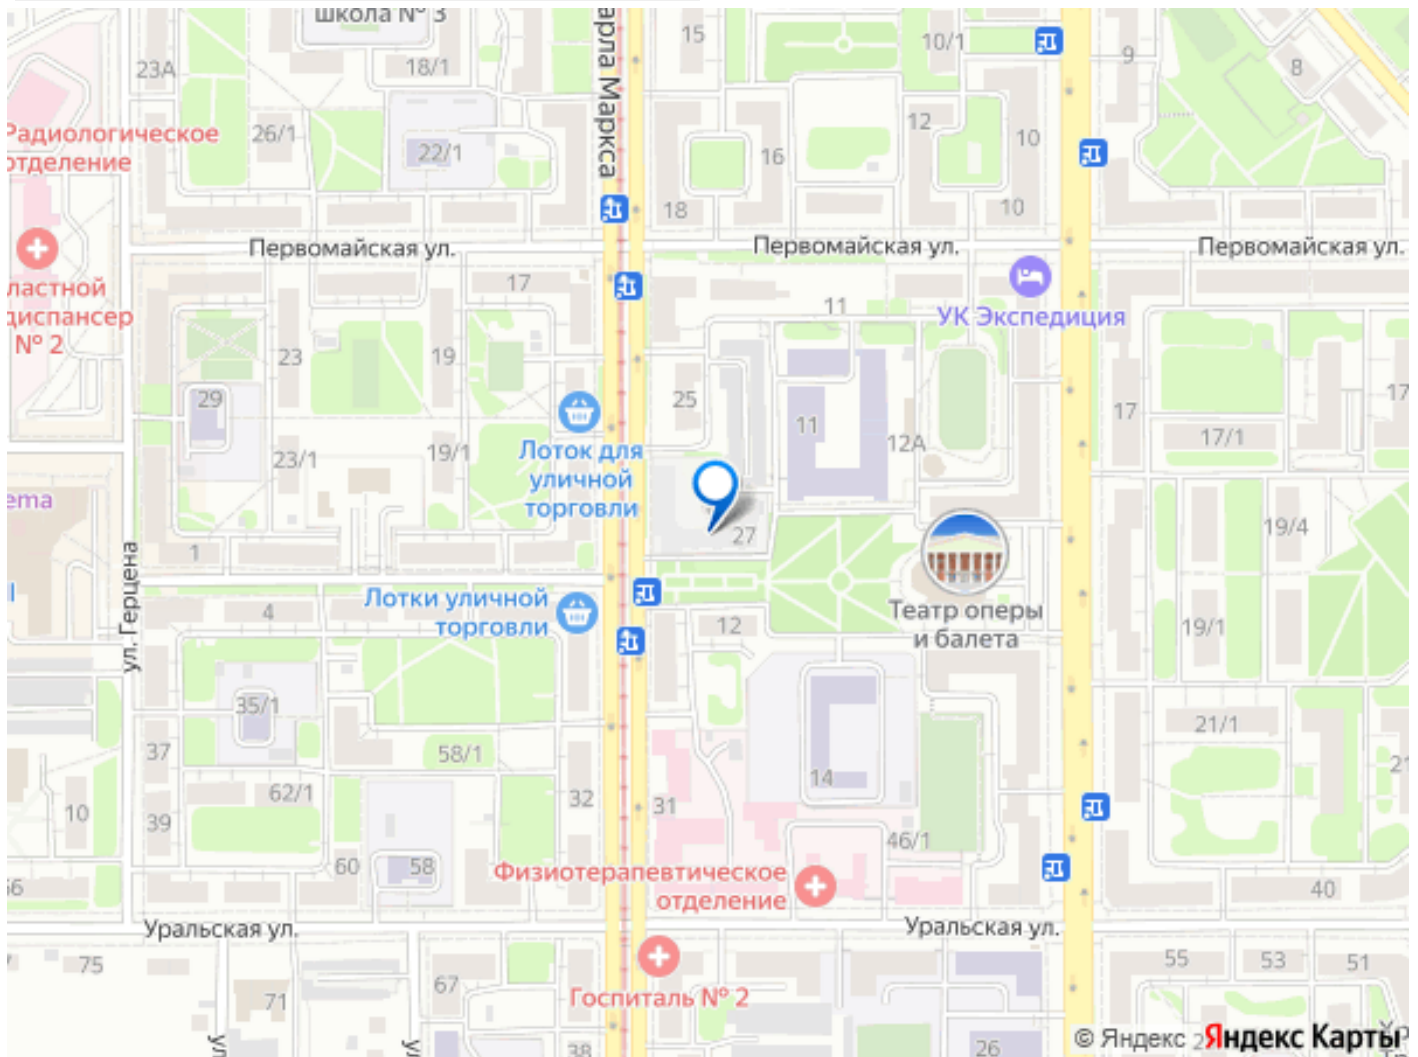 школа № 3
арла Маркса
15
10/1
9
8
23А
18/1
26/1
22/1
12
10
16
Радиологическое
отделение
18
10
Первомайская ул.
Первомайская ул.
Первомайская ул.
ластной
диспансер
№ 2
17
11
УК Экспедиция
23
19
29
25
11
12А
17
17
17/1
23/1
19/1
Лоток для
уличной
торговли
ema
27
19/4
1
ул. Герцена
4
Лотки уличной
торговли
12
Театр оперы
и балета
19/1
35/1
37
58/1
21/1
14
10
39
62/1
32
31
46/1
60
58
Физиотерапевтическое
отделение
40
Уральская ул.
Уральская ул.
75
71
67
Госпиталь № 2
55
53
51
38
26
© Яндекс 2
Яндекс Карты